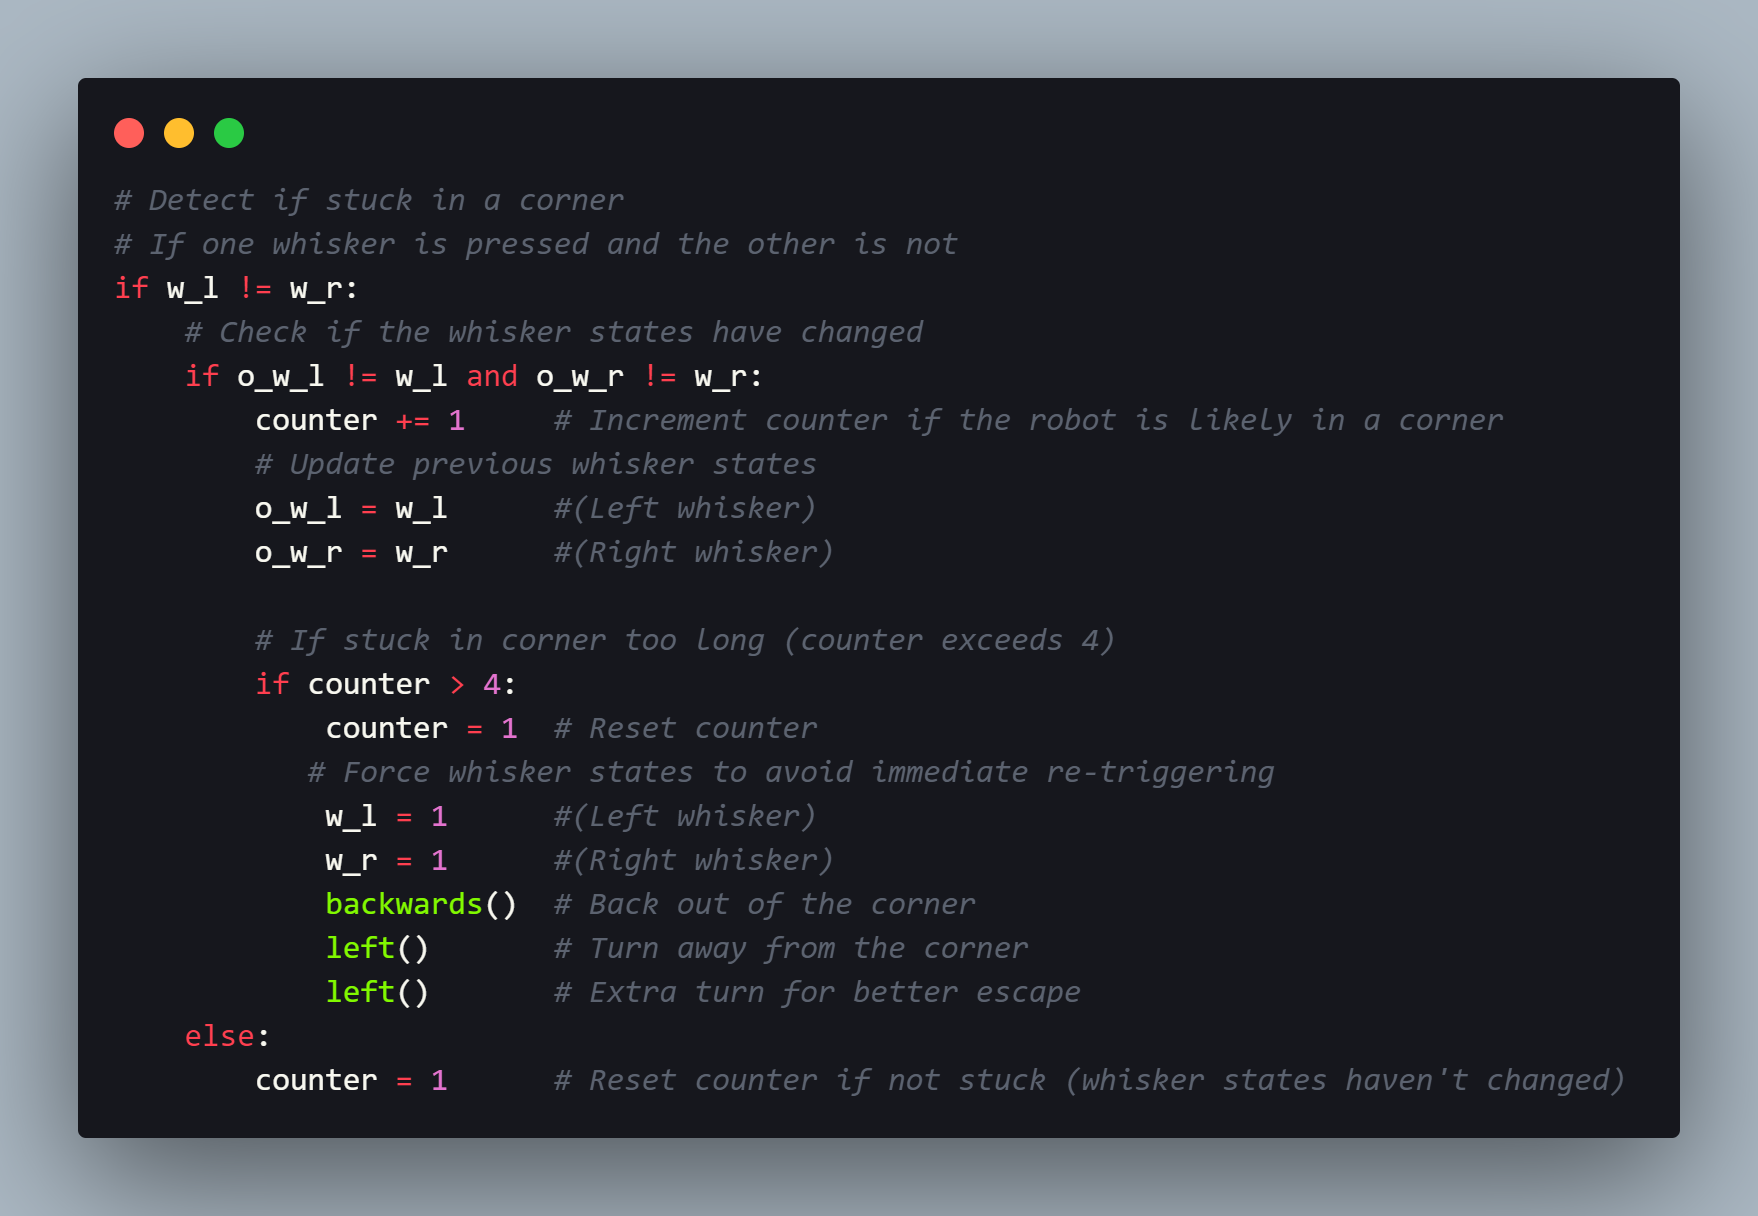 # Detect if stuck in a corner
# If one whisker is pressed and the other is not
if w_l != w_r:
    # Check if the whisker states have changed
    if o_w_l != w_l and o_w_r != w_r:
        counter += 1     # Increment counter if the robot is likely in a corner
        # Update previous whisker states
        o_w_l = w_l      #(Left whisker)
        o_w_r = w_r      #(Right whisker)

        # If stuck in corner too long (counter exceeds 4)
        if counter > 4:
            counter = 1  # Reset counter
           # Force whisker states to avoid immediate re-triggering
            w_l = 1      #(Left whisker)
            w_r = 1      #(Right whisker)
            backwards()  # Back out of the corner
            left()       # Turn away from the corner
            left()       # Extra turn for better escape
    else:
        counter = 1      # Reset counter if not stuck (whisker states haven't changed)